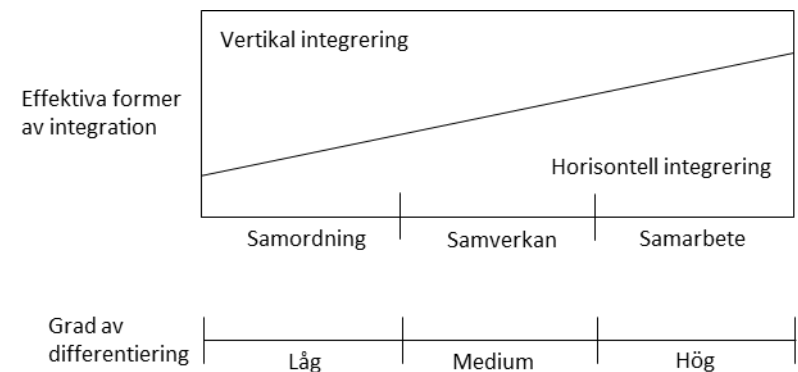 Vertikal integrering
Effektiva former
av integration
Horisontell integrering
Samordning
Samverkan
Samarbete
Grad av
differentiering
Låg
Medium
Hög